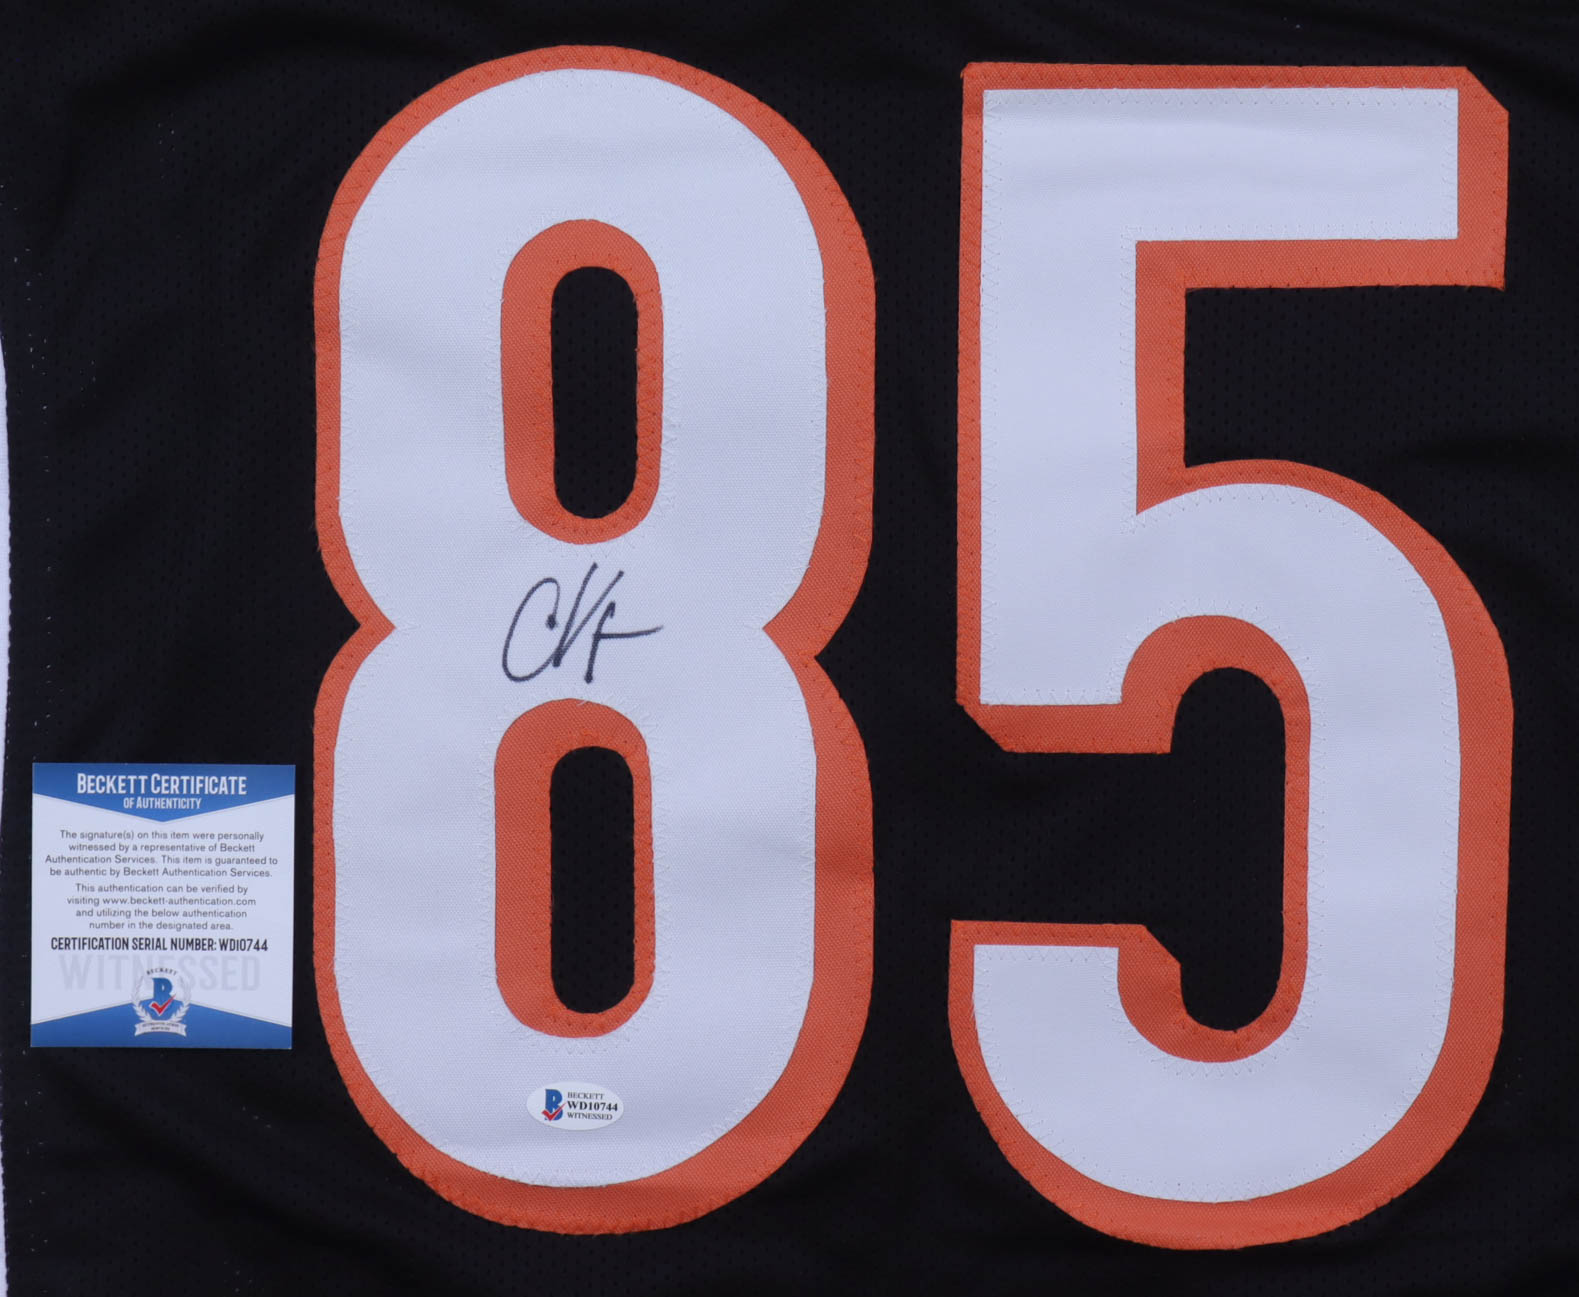 85
BECKETT CERTIFICATE
OF AUTHENTICITY
The signature(s) on this item were personally
witnessed by a representative of Beckett
Authentication Services. This item is guaranteed to
be authentic by Beckett Authentication Services.
This authentication can be verified by
visiting www.beckett-authentication.com
and utilizing the below authentication
number in the designated area.
CERTIFICATION SERIAL NUMBER: WD10744
WITNESSED
BECKETT
B
B
BECKETT
WD10744
WITNESSED